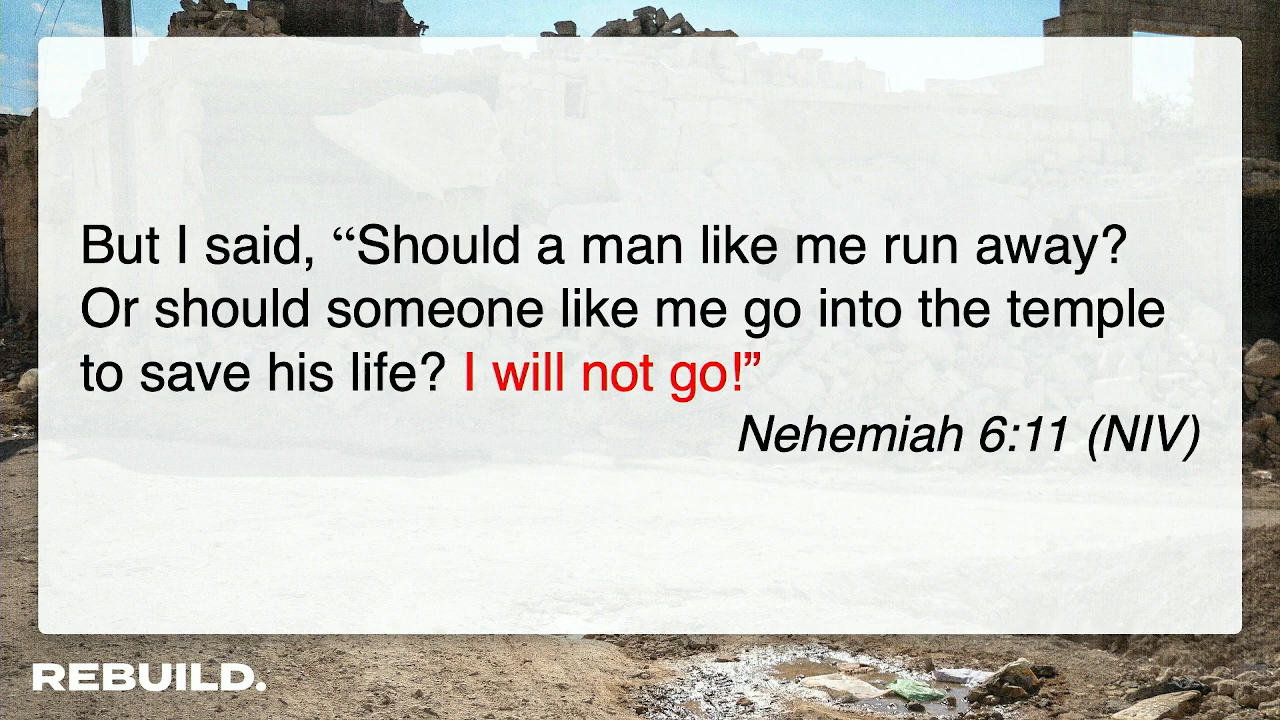 But I said, “Should a man like me run away?
Or should someone like me go into the temple
to save his life? I will not go!”
Nehemiah 6:11 (NIV)
REBUILD.